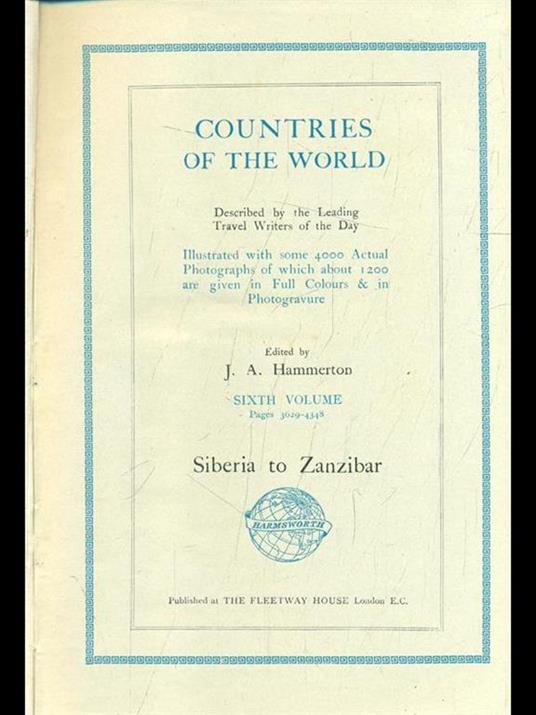 COUNTRIES
OF THE WORLD
Described by the Leading
Travel Writers of the Day
Illustrated with some 4000 Actual
Photographs of which about 1200
are given in Full Colours & in
Photogravure
Edited by
J. A. Hammerton
SIXTH VOLUME
Pages 3629-4348
Siberia to Zanzibar
HARMSWORTH
Published at THE FLEETWAY HOUSE London E.C.